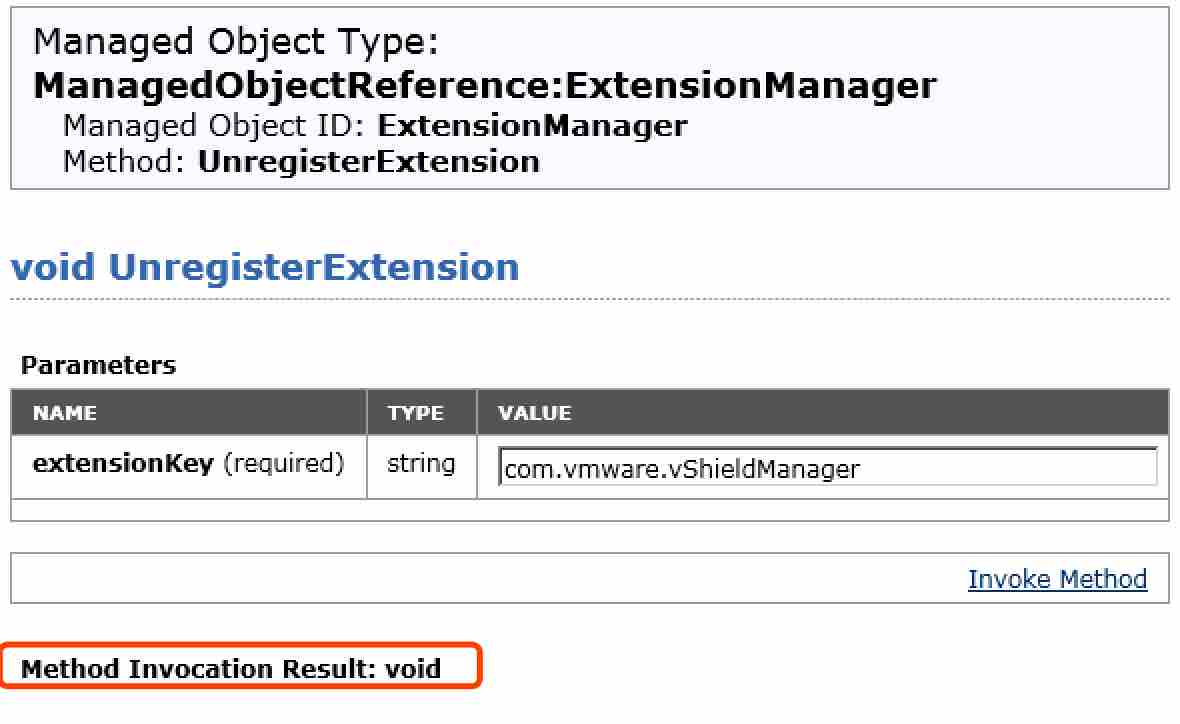 Managed Object Type:
ManagedObjectReference:ExtensionManager
Managed Object ID: ExtensionManager
Method: UnregisterExtension
void UnregisterExtension
Parameters
NAME TYPE VALUE
extensionKey (required) string com.vmware.vShieldManager
Invoke Method
Method Invocation Result: void